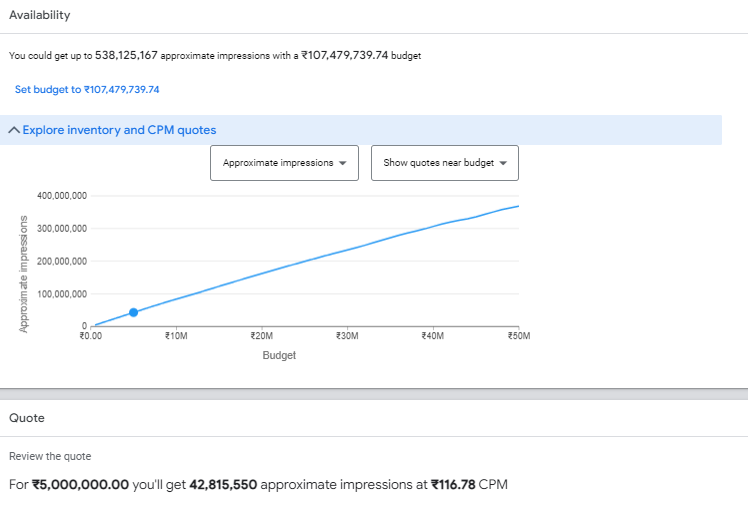 Availability
You could get up to 538,125,167 approximate impressions with a ₹107,479,739.74 budget
Set budget to ₹107,479,739.74
Explore inventory and CPM quotes
Approximate impressions
Show quotes near budget
Approximate impressions
400,000,000
300,000,000
200,000,000
100,000,000
0
₹0.00 ₹10M ₹20M ₹30M ₹40M ₹50M
Budget
Quote
Review the quote
For ₹5,000,000.00 you'll get 42,815,550 approximate impressions at ₹116.78 CPM